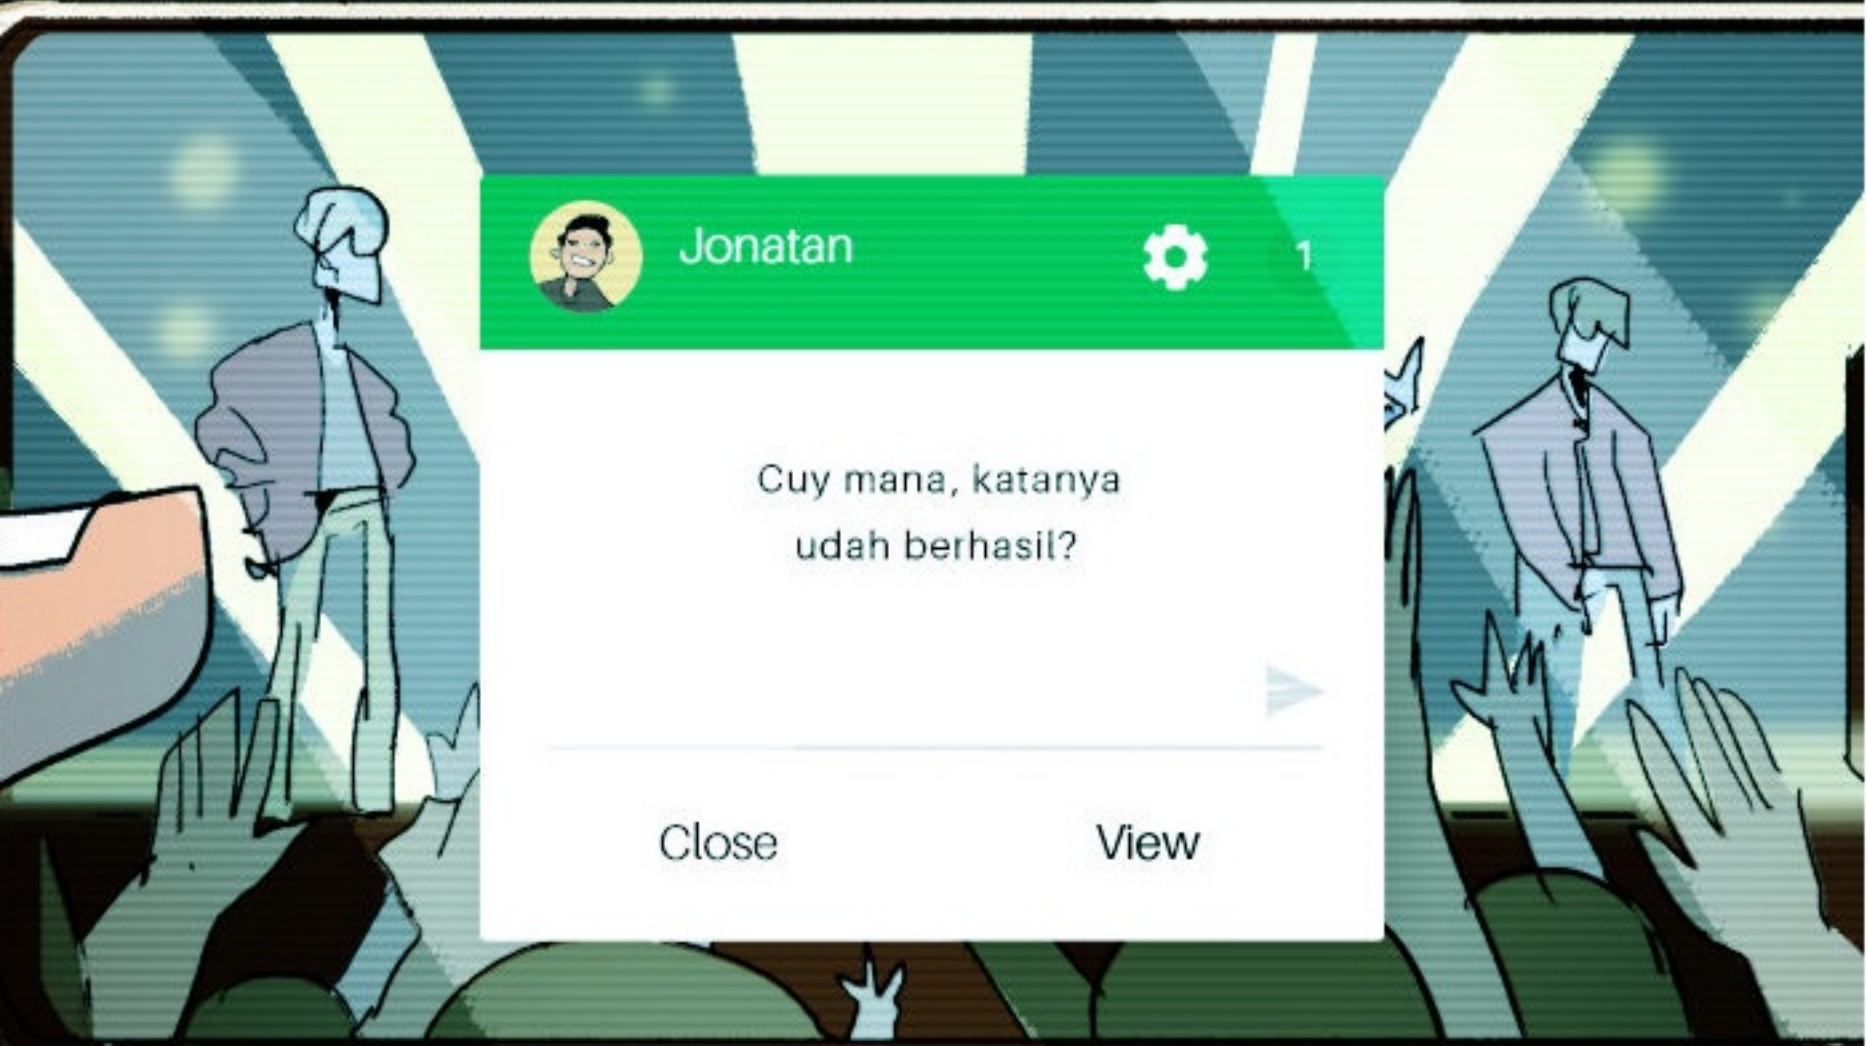 Jonatan
1
Cuy mana, katanya
udah berhasil?
Close
View